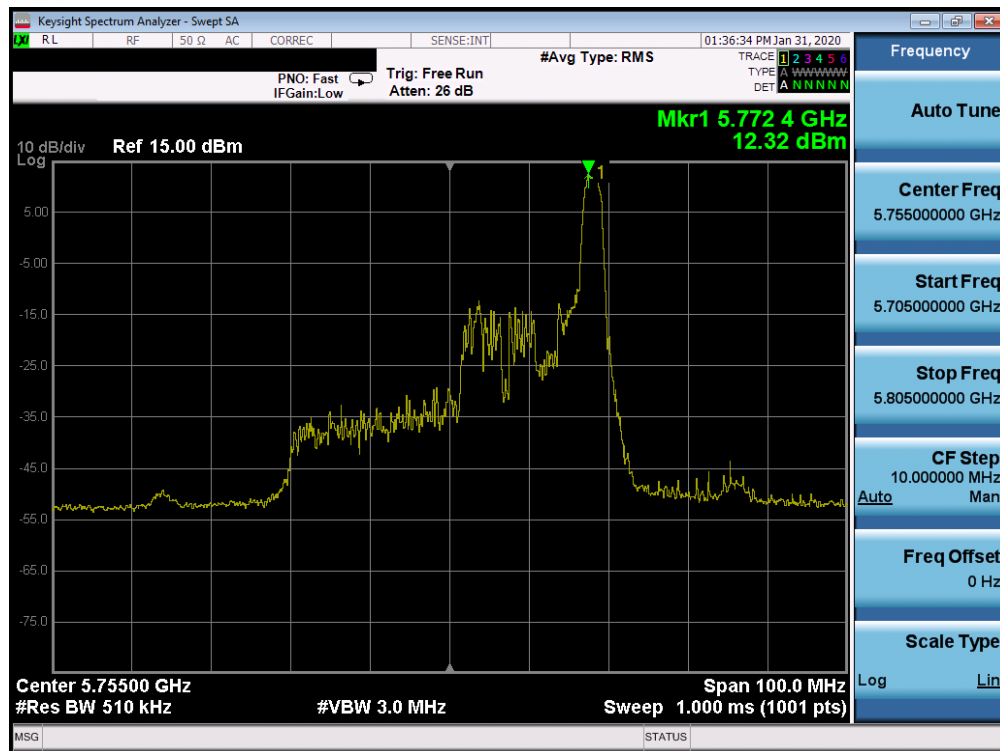 Keysight Spectrum Analyzer - Swept SA
LXI RL RF 50 Ω AC CORREC SENSE:INT 01:36:34 PM Jan 31, 2020
PNO: Fast
IFGain:Low
Trig: Free Run
Atten: 26 dB
#Avg Type: RMS
TRACE 1 2 3 4 5 6
TYPE A WWWWW
DET A N N N N N
Mkr1 5.772 4 GHz
12.32 dBm
10 dB/div Ref 15.00 dBm
Log
1
5.00
-5.00
-15.0
-25.0
-35.0
-45.0
-55.0
-65.0
-75.0
Center 5.75500 GHz Span 100.0 MHz
#Res BW 510 kHz #VBW 3.0 MHz Sweep 1.000 ms (1001 pts)
MSG STATUS
Frequency
Auto Tune
Center Freq
5.755000000 GHz
Start Freq
5.705000000 GHz
Stop Freq
5.805000000 GHz
CF Step
10.000000 MHz
Auto Man
Freq Offset
0 Hz
Scale Type
Log Lin